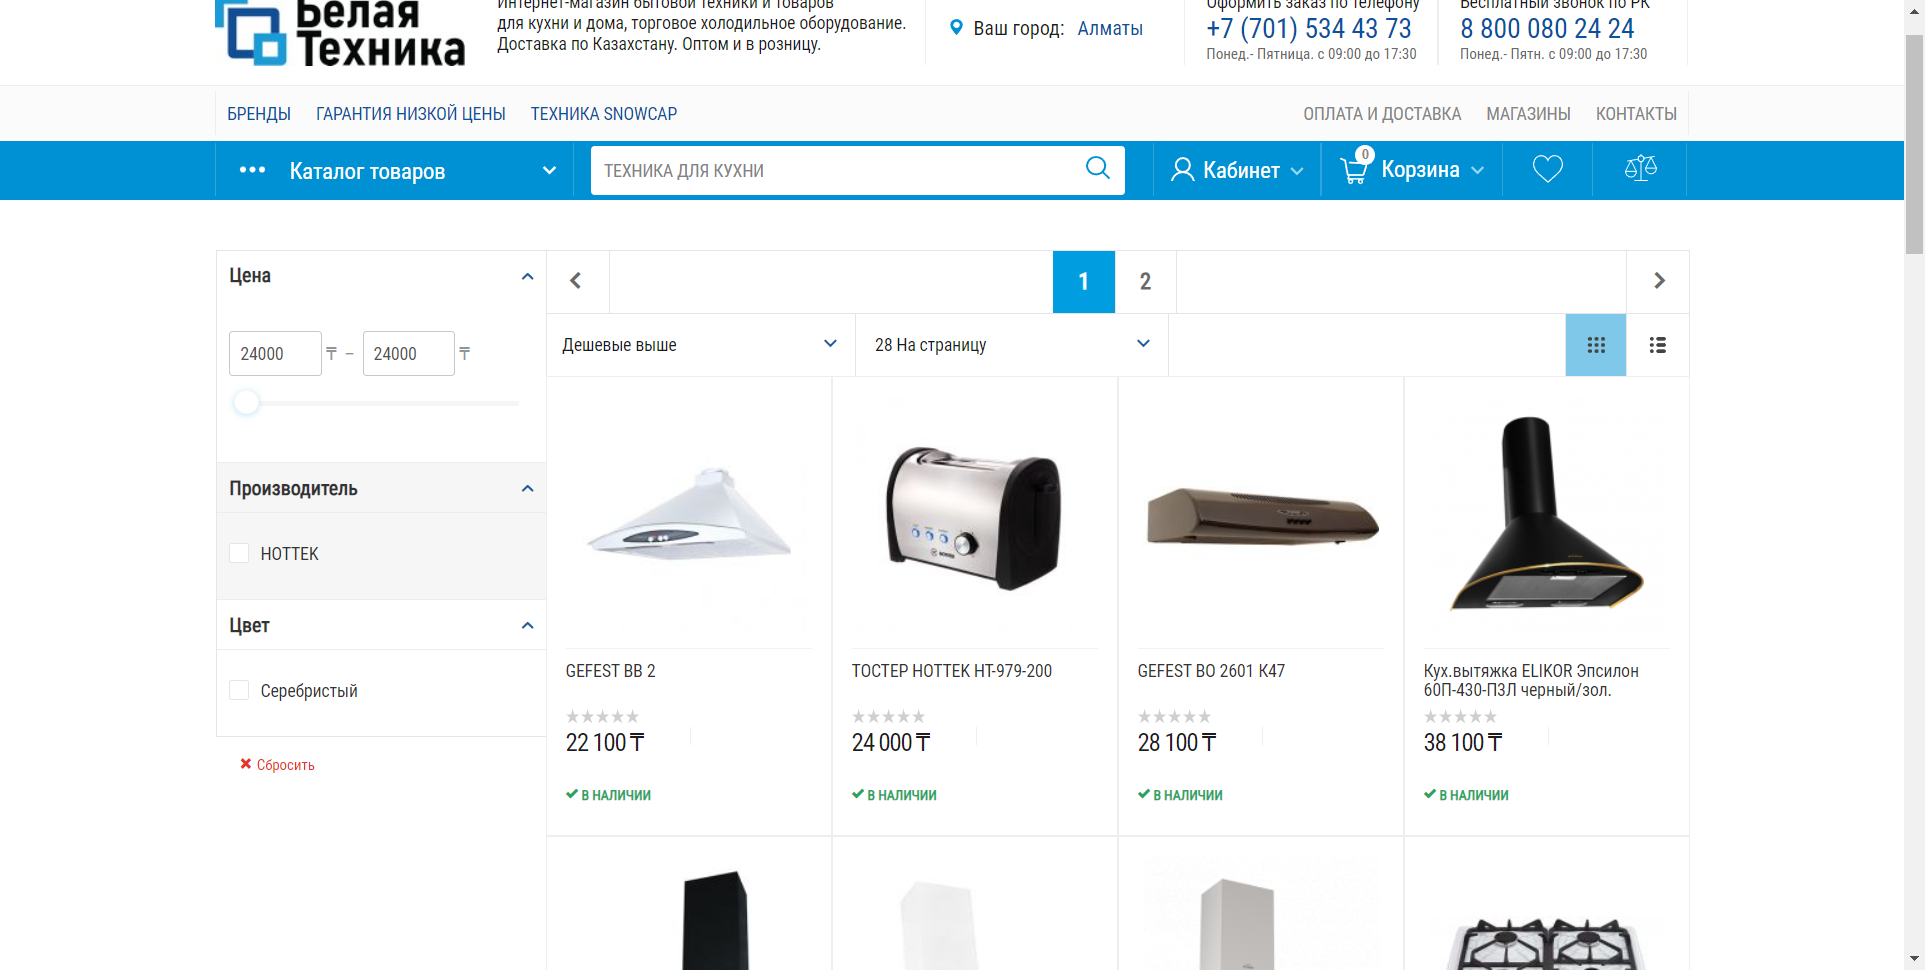 Белая
Техника
Интернет-магазин бытовой техники и товаров
для кухни и дома, торговое холодильное оборудование.
Доставка по Казахстану. Оптом и в розницу.
Ваш город: Алматы
Оформить заказ по телефону
+7 (701) 534 43 73
Понед.- Пятница. с 09:00 до 17:30
Бесплатный звонок по РК
8 800 080 24 24
Понед.- Пятн. с 09:00 до 17:30
БРЕНДЫ ГАРАНТИЯ НИЗКОЙ ЦЕНЫ ТЕХНИКА SNOWCAP ОПЛАТА И ДОСТАВКА МАГАЗИНЫ КОНТАКТЫ
Каталог товаров ТЕХНИКА ДЛЯ КУХНИ Кабинет 0 Корзина
Цена
24000 ₸ – 24000 ₸
Производитель
HOTTEK
Цвет
Серебристый
Сбросить
1 2
Дешевые выше 28 На страницу
GEFEST ВВ 2
22 100 ₸
В НАЛИЧИИ
ТОСТЕР HOTTEK HT-979-200
24 000 ₸
В НАЛИЧИИ
GEFEST ВО 2601 К47
28 100 ₸
В НАЛИЧИИ
Кух.вытяжка ELIKOR Эпсилон
60П-430-П3Л черный/зол.
38 100 ₸
В НАЛИЧИИ